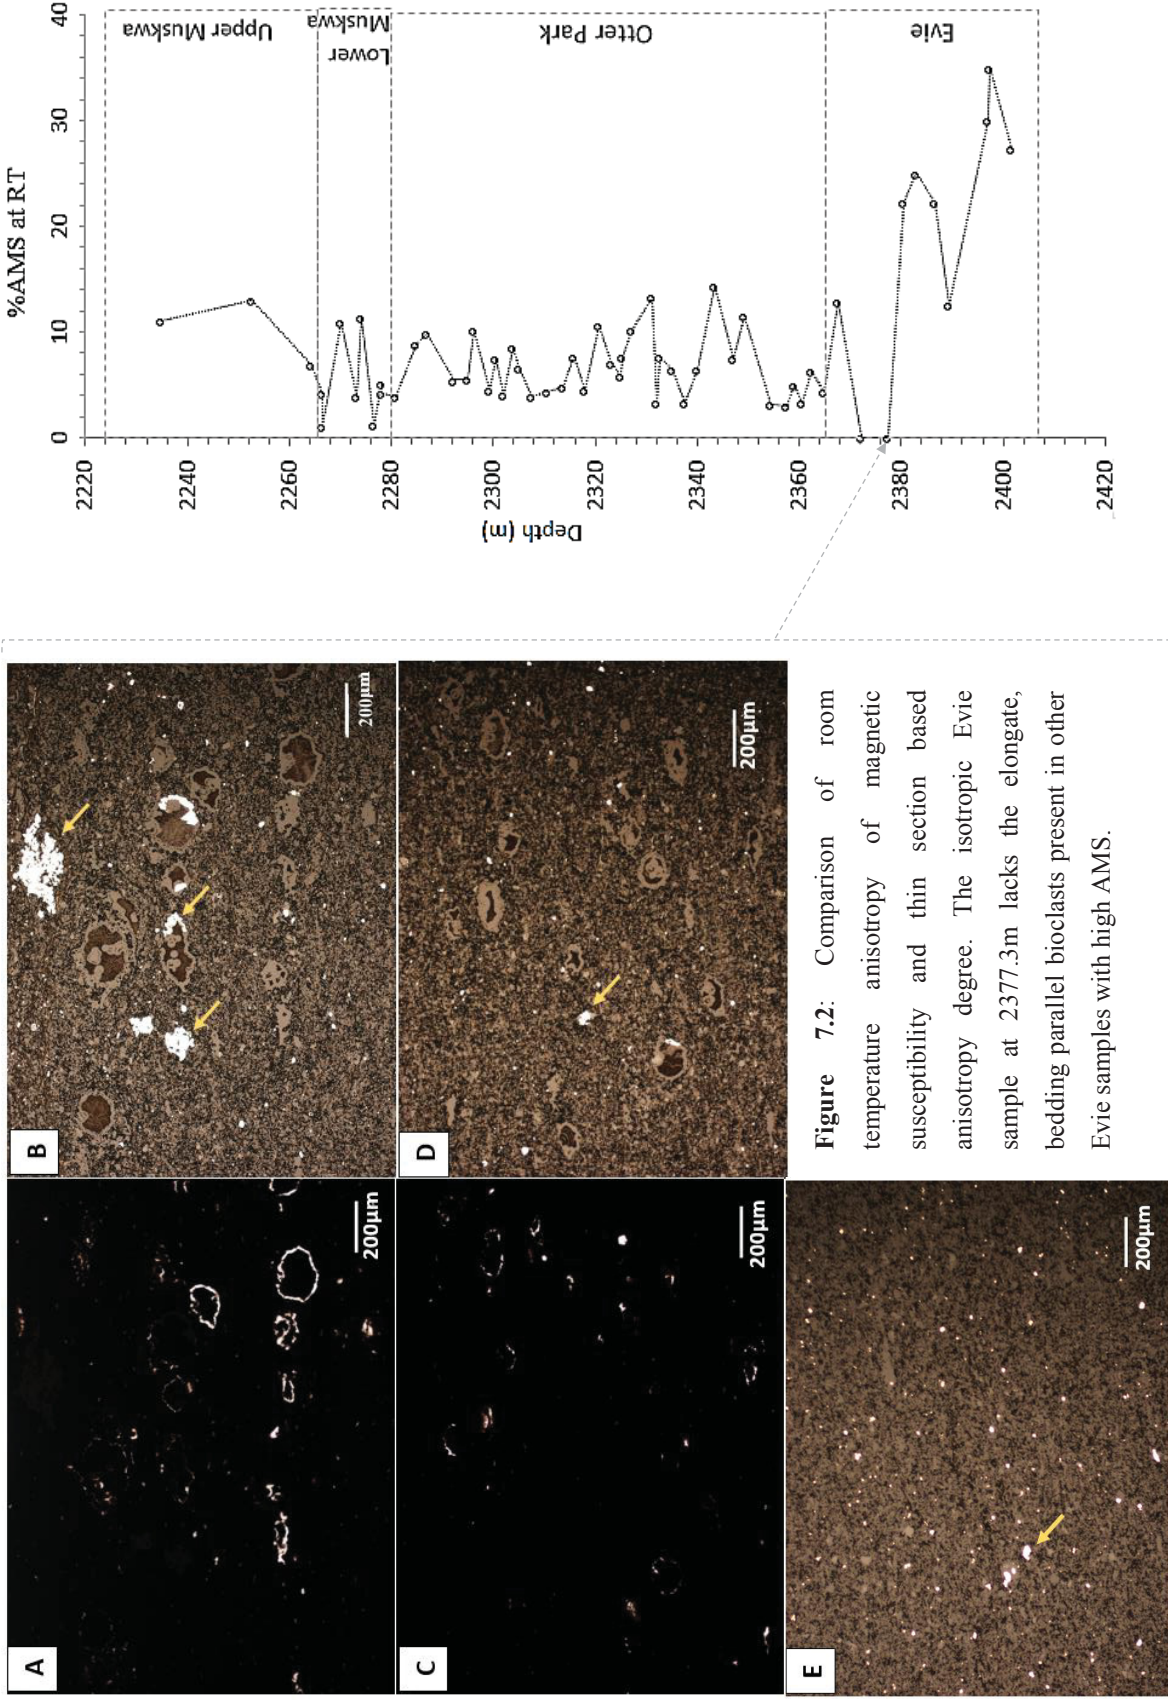 A
200μm
B
200μm
C
200μm
D
200μm
E
200μm
Figure 7.2: Comparison of room
temperature anisotropy of magnetic
susceptibility and thin section based
anisotropy degree. The isotropic Evie
sample at 2377.3m lacks the elongate,
bedding parallel bioclasts present in other
Evie samples with high AMS.
%AMS at RT
0
10
20
30
40
Depth (m)
2220
2240
2260
2280
2300
2320
2340
2360
2380
2400
2420
Upper Muskwa
Lower
Muskwa
Otter Park
Evie